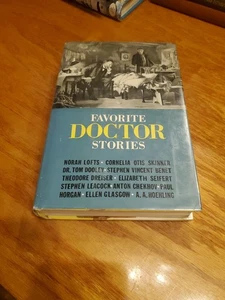 FAVORITE
DOCTOR
STORIES
NORAH LOFTS • CORNELIA OTIS SKINNER
DR. TOM DOOLEY • STEPHEN VINCENT BENET
THEODORE DREISER • ELIZABETH SEIFERT
STEPHEN LEACOCK • ANTON CHEKHOV • PAUL
HORGAN • ELLEN GLASGOW • A. A. HOEHLING